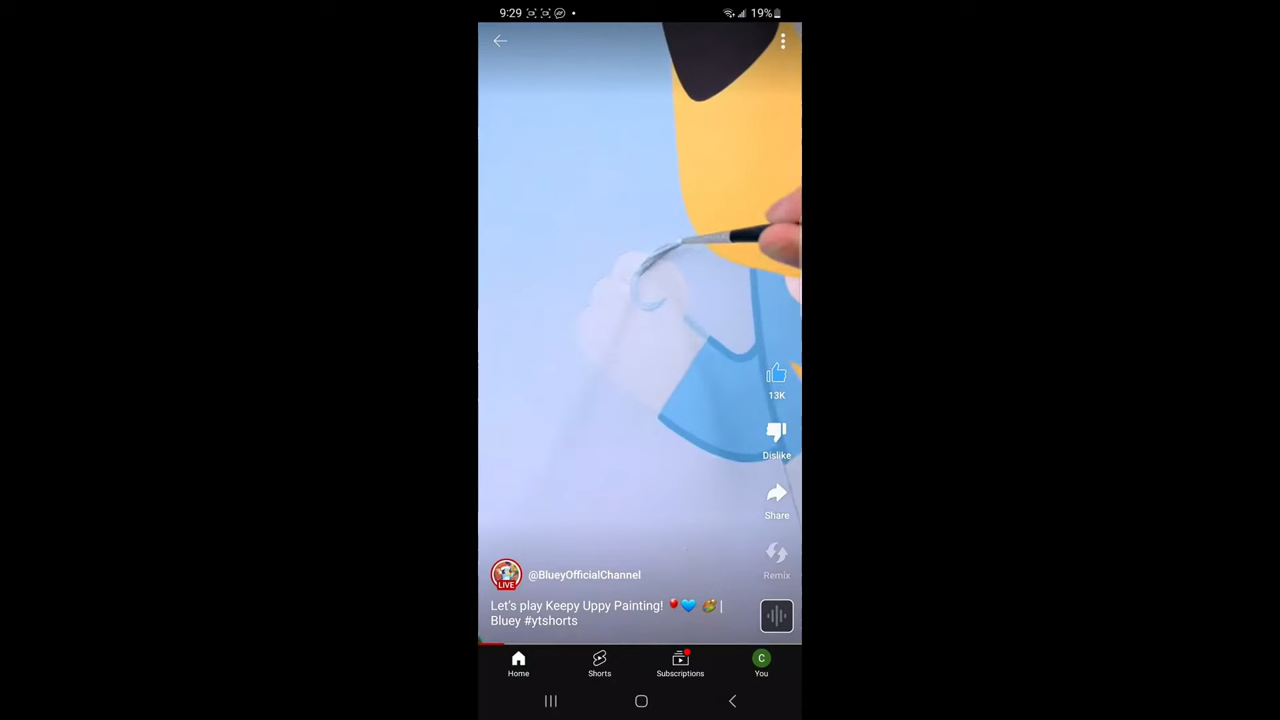 9:29
19%
13K
Dislike
Share
Remix
LIVE
@BlueyOfficialChannel
Let's play Keepy Uppy Painting! 🎈💙 🎨 |
Bluey #ytshorts
C
Home
Shorts
Subscriptions
You